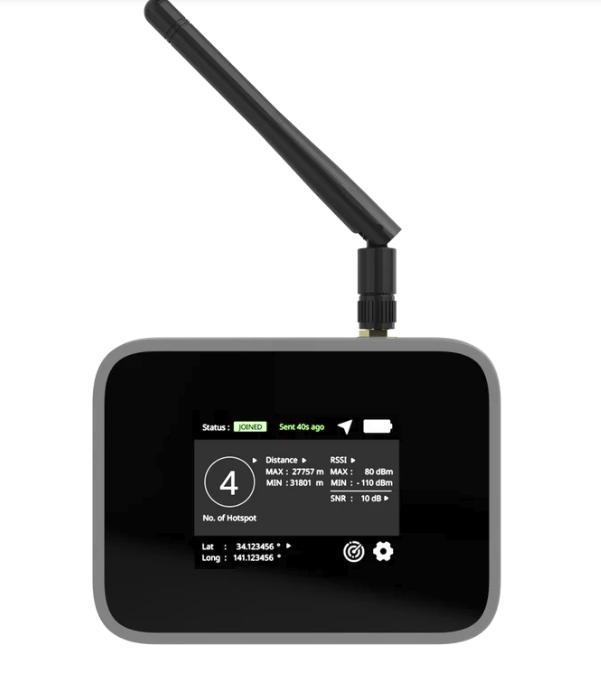 Status : JOINED Sent 40s ago
Distance RSSI
MAX : 27757 m MAX : 80 dBm
MIN : 31801 m MIN : -110 dBm
4
SNR : 10 dB
No. of Hotspot
Lat : 34.123456 °
Long : 141.123456 °